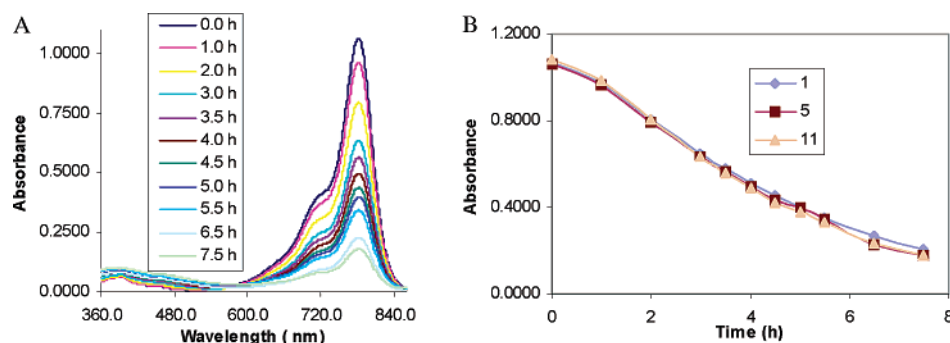 A
0.0 h
1.0 h
2.0 h
3.0 h
3.5 h
4.0 h
4.5 h
5.0 h
5.5 h
6.5 h
7.5 h
Absorbance
1.0000
0.7500
0.5000
0.2500
0.0000
360.0 480.0 600.0 720.0 840.0
Wavelength ( nm)
B
Absorbance
1.2000
0.8000
0.4000
0.0000
1
5
11
0 2 4 6 8
Time (h)